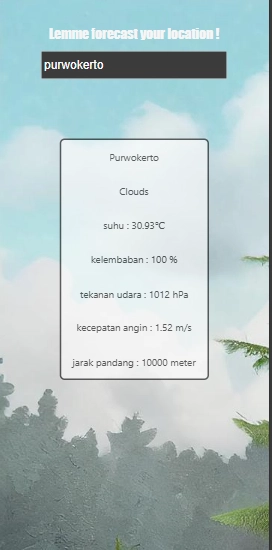 Lemme forecast your location !
purwokerto
Purwokerto
Clouds
suhu : 30.93°C
kelembaban : 100 %
tekanan udara : 1012 hPa
kecepatan angin : 1.52 m/s
jarak pandang : 10000 meter